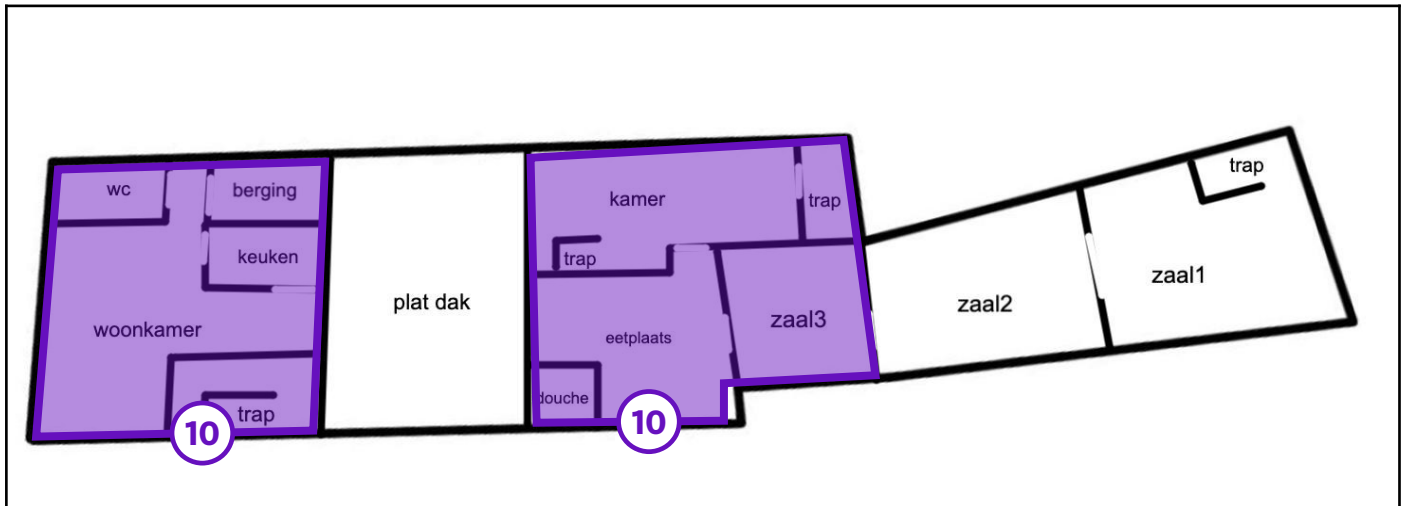 wc
berging
keuken
woonkamer
trap
10
plat dak
kamer
trap
trap
eetplaats
zaal3
douche
10
zaal2
zaal1
trap